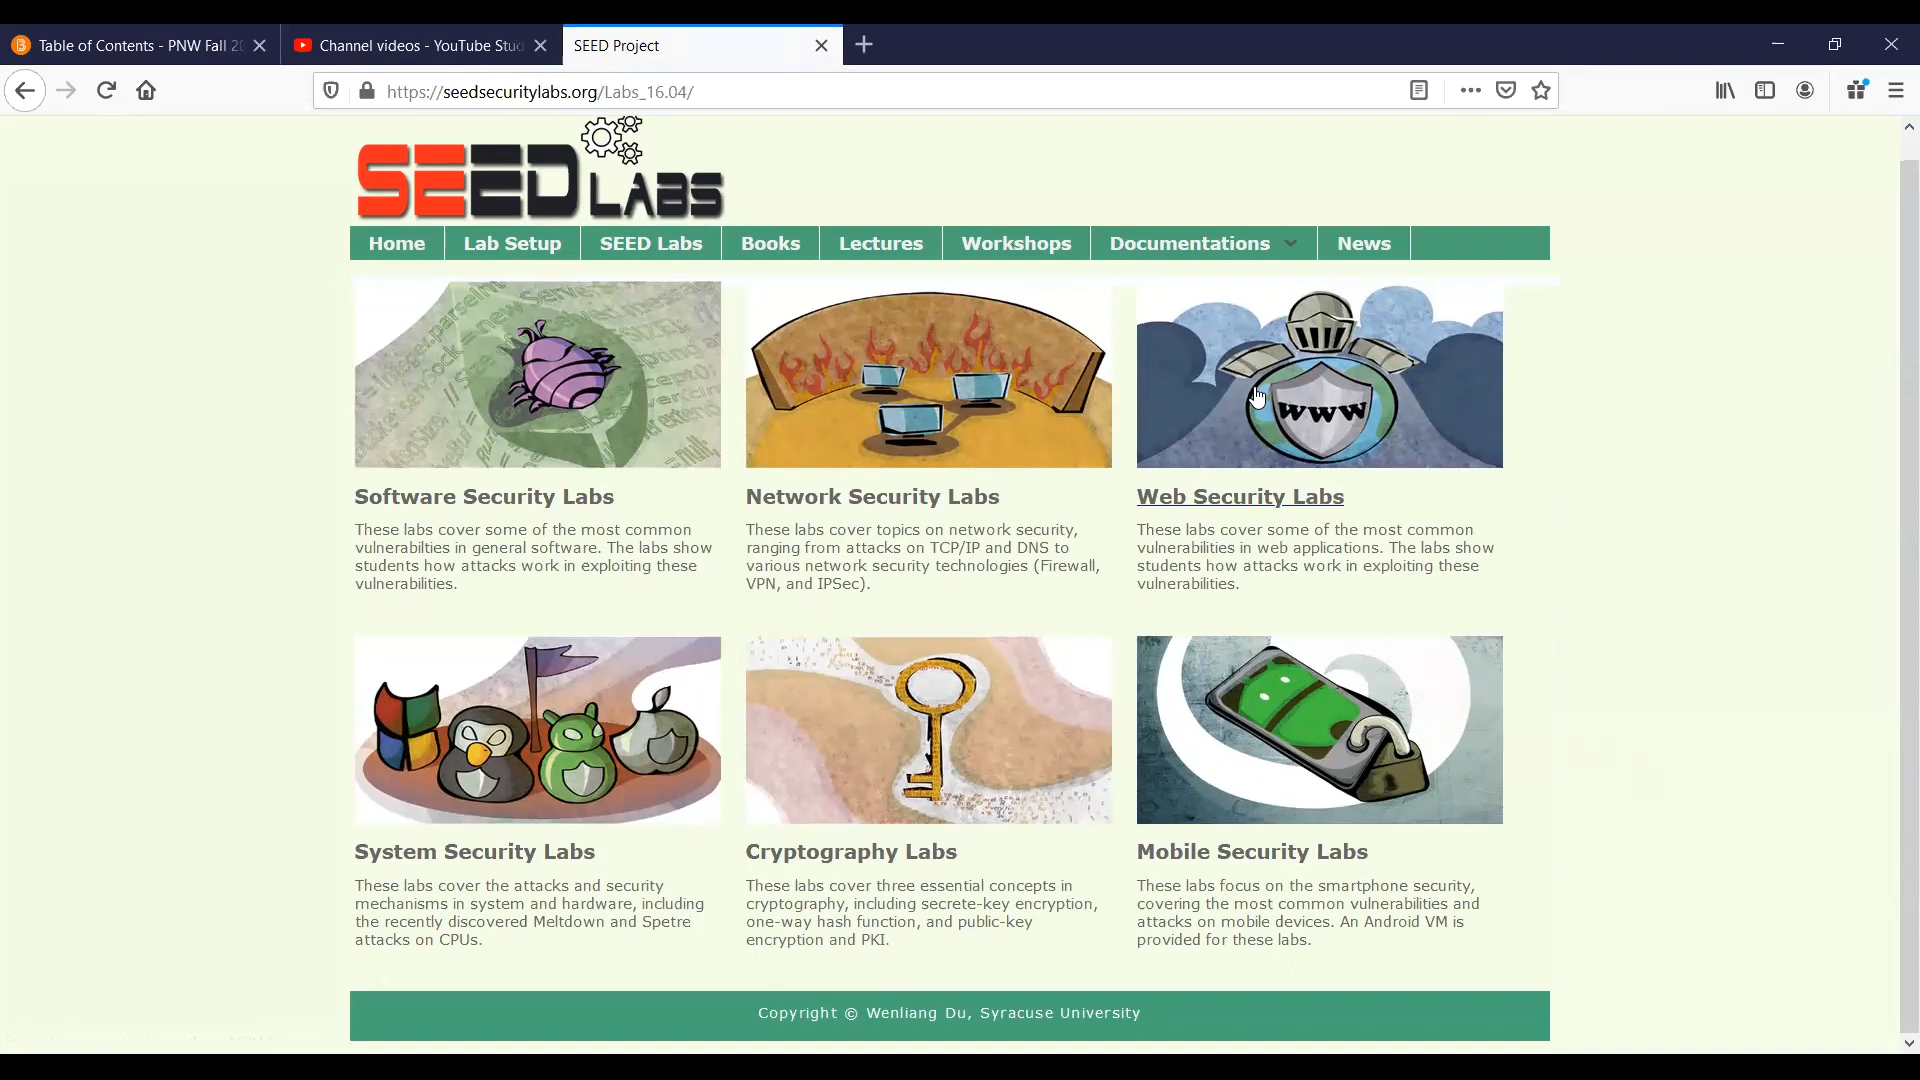 Table of Contents - PNW Fall 20
Channel videos - YouTube Stud
SEED Project
https://seedsecuritylabs.org/Labs_16.04/
SEED LABS
Home
Lab Setup
SEED Labs
Books
Lectures
Workshops
Documentations
News
WWW
Software Security Labs
These labs cover some of the most common
vulnerabilties in general software. The labs show
students how attacks work in exploiting these
vulnerabilities.
Network Security Labs
These labs cover topics on network security,
ranging from attacks on TCP/IP and DNS to
various network security technologies (Firewall,
VPN, and IPSec).
Web Security Labs
These labs cover some of the most common
vulnerabilities in web applications. The labs show
students how attacks work in exploiting these
vulnerabilities.
System Security Labs
These labs cover the attacks and security
mechanisms in system and hardware, including
the recently discovered Meltdown and Spetre
attacks on CPUs.
Cryptography Labs
These labs cover three essential concepts in
cryptography, including secrete-key encryption,
one-way hash function, and public-key
encryption and PKI.
Mobile Security Labs
These labs focus on the smartphone security,
covering the most common vulnerabilities and
attacks on mobile devices. An Android VM is
provided for these labs.
Copyright © Wenliang Du, Syracuse University